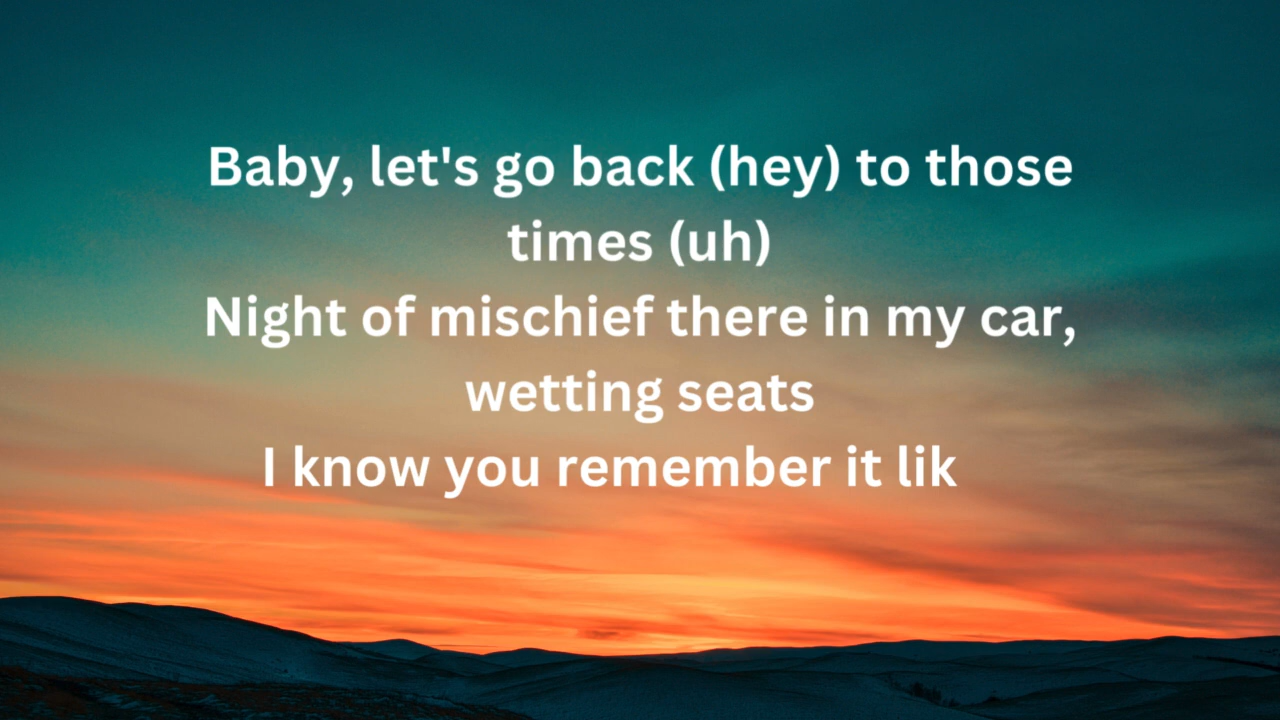 Baby, let's go back (hey) to those
times (uh)
Night of mischief there in my car,
wetting seats
I know you remember it lik